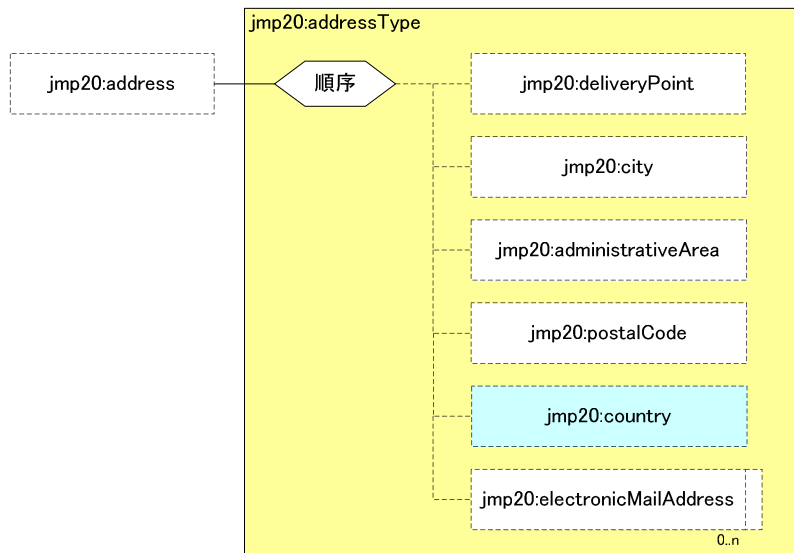 jmp20:addressType
jmp20:address
順序
jmp20:deliveryPoint
jmp20:city
jmp20:administrativeArea
jmp20:postalCode
jmp20:country
jmp20:electronicMailAddress
0..n